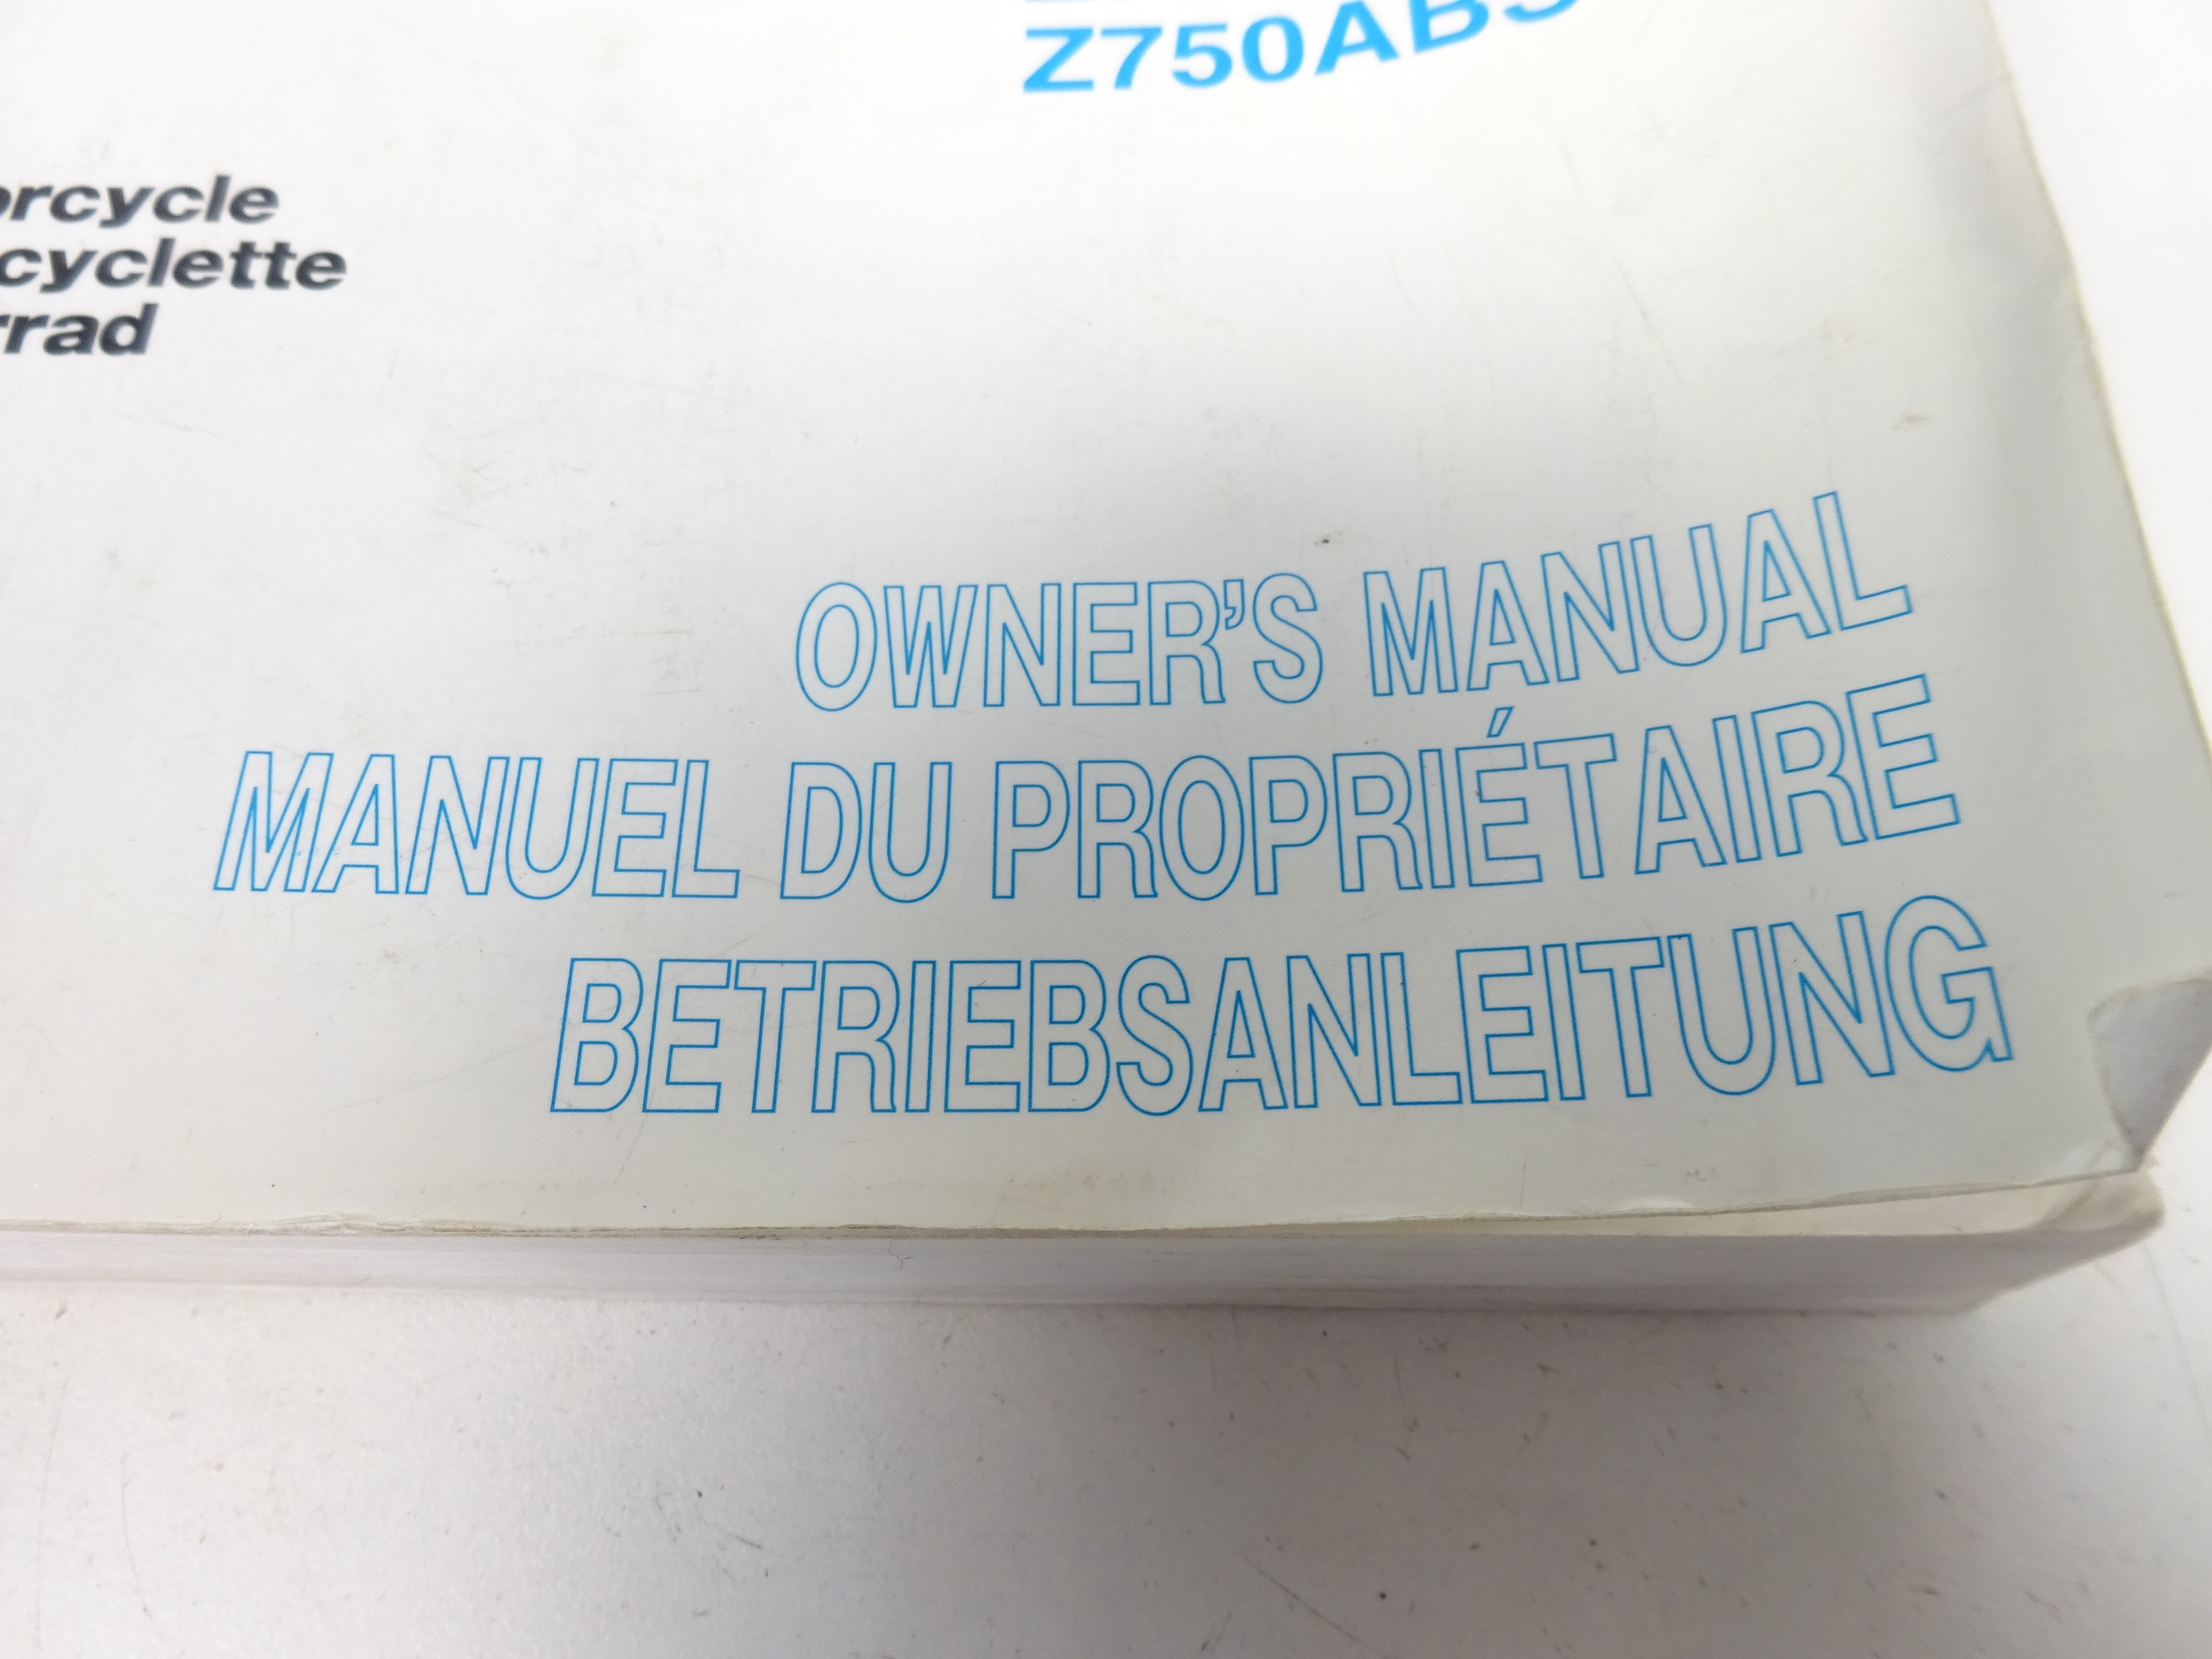 Z750ABS
orcycle
cyclette
rrad
OWNER'S MANUAL
MANUEL DU PROPRIÉTAIRE
BETRIEBSANLEITUNG